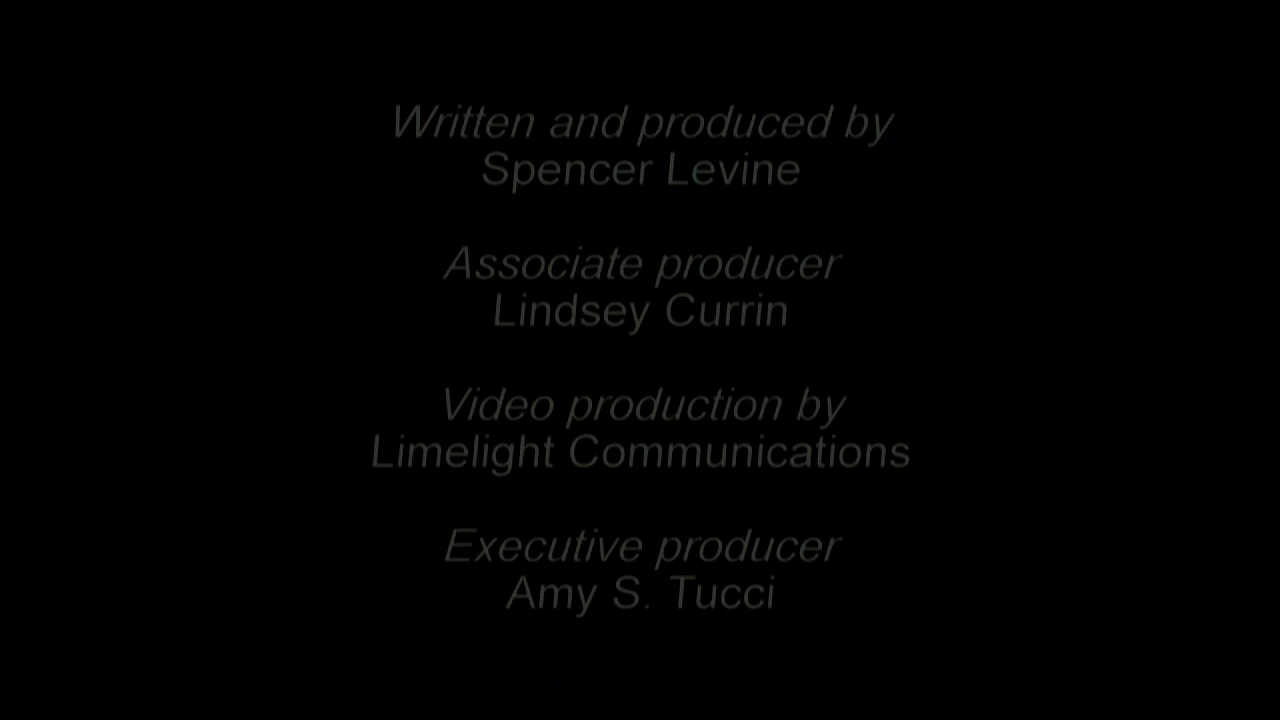 Written and produced by
Spencer Levine
Associate producer
Lindsey Currin
Video production by
Limelight Communications
Executive producer
Amy S. Tucci